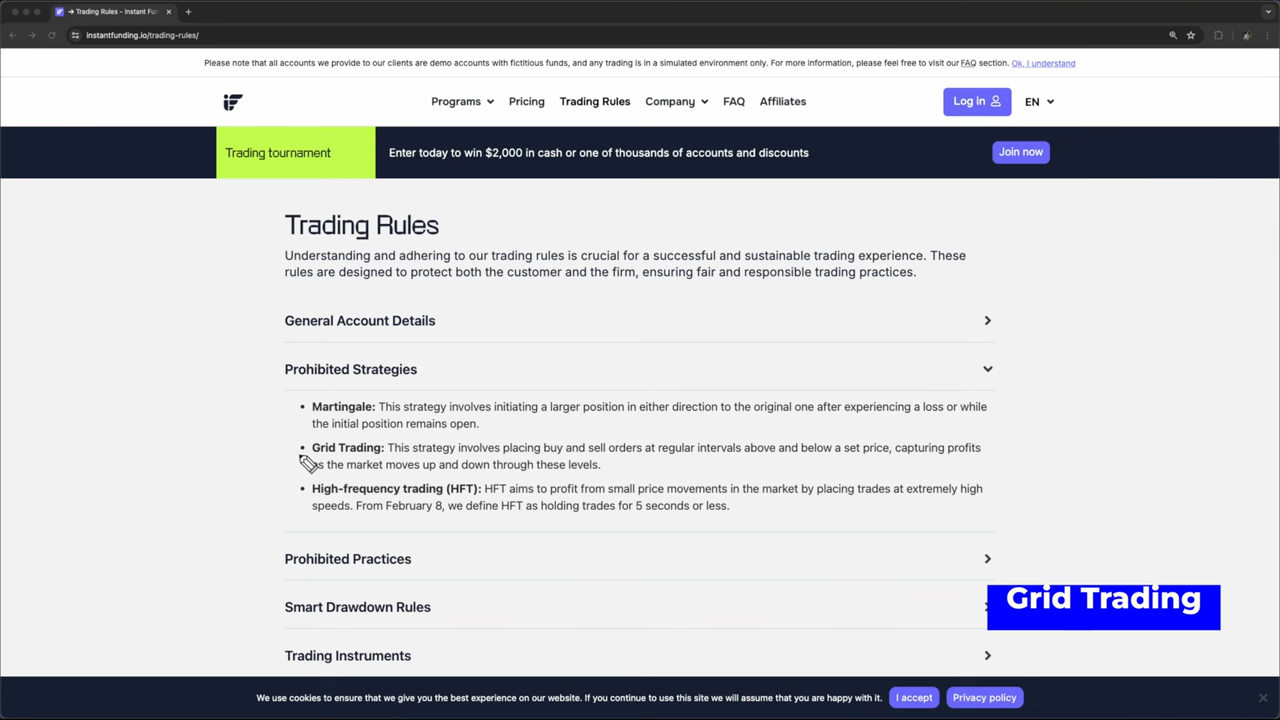 → Trading Rules - Instant Fu
instantfunding.io/trading-rules/
Please note that all accounts we provide to our clients are demo accounts with fictitious funds, and any trading is in a simulated environment only. For more information, please feel free to visit our FAQ section. Ok, I understand
Programs Pricing Trading Rules Company FAQ Affiliates Log in EN
Trading tournament Enter today to win $2,000 in cash or one of thousands of accounts and discounts Join now
Trading Rules
Understanding and adhering to our trading rules is crucial for a successful and sustainable trading experience. These
rules are designed to protect both the customer and the firm, ensuring fair and responsible trading practices.
General Account Details
Prohibited Strategies
• Martingale: This strategy involves initiating a larger position in either direction to the original one after experiencing a loss or while
the initial position remains open.
• Grid Trading: This strategy involves placing buy and sell orders at regular intervals above and below a set price, capturing profits
as the market moves up and down through these levels.
• High-frequency trading (HFT): HFT aims to profit from small price movements in the market by placing trades at extremely high
speeds. From February 8, we define HFT as holding trades for 5 seconds or less.
Prohibited Practices
Smart Drawdown Rules
Grid Trading
Trading Instruments
We use cookies to ensure that we give you the best experience on our website. If you continue to use this site we will assume that you are happy with it. I accept Privacy policy